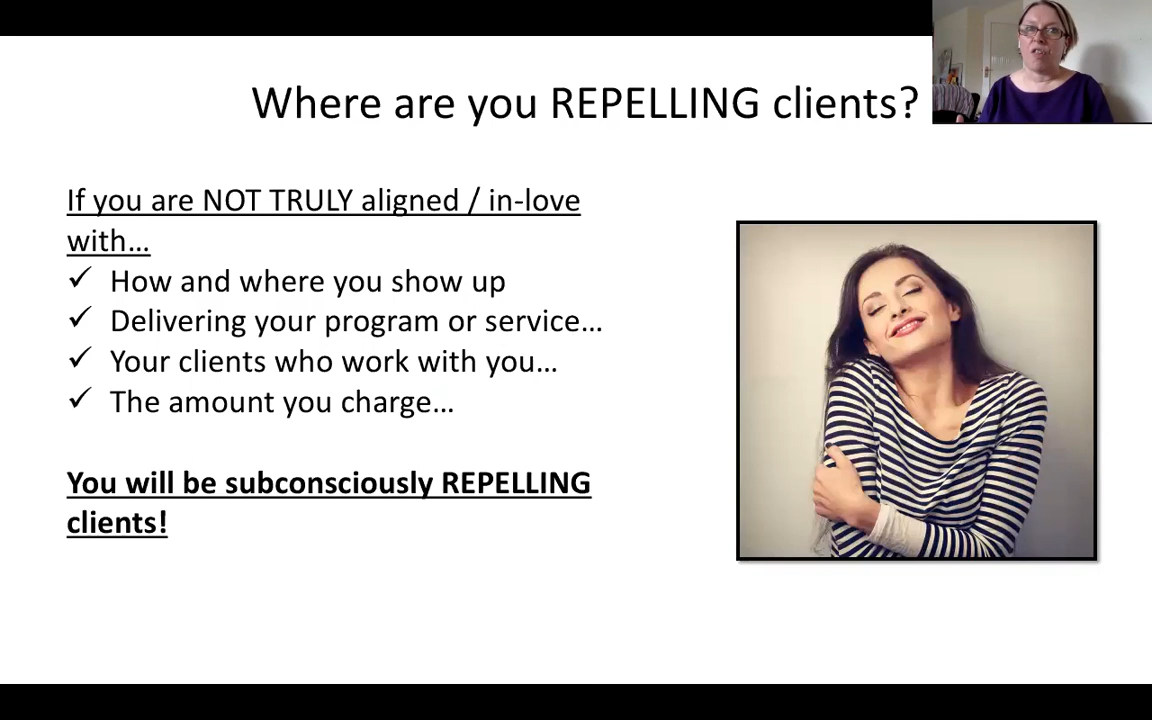 Where are you REPELLING clients?
If you are NOT TRULY aligned / in-love
with…
✓ How and where you show up
✓ Delivering your program or service…
✓ Your clients who work with you…
✓ The amount you charge…
You will be subconsciously REPELLING
clients!